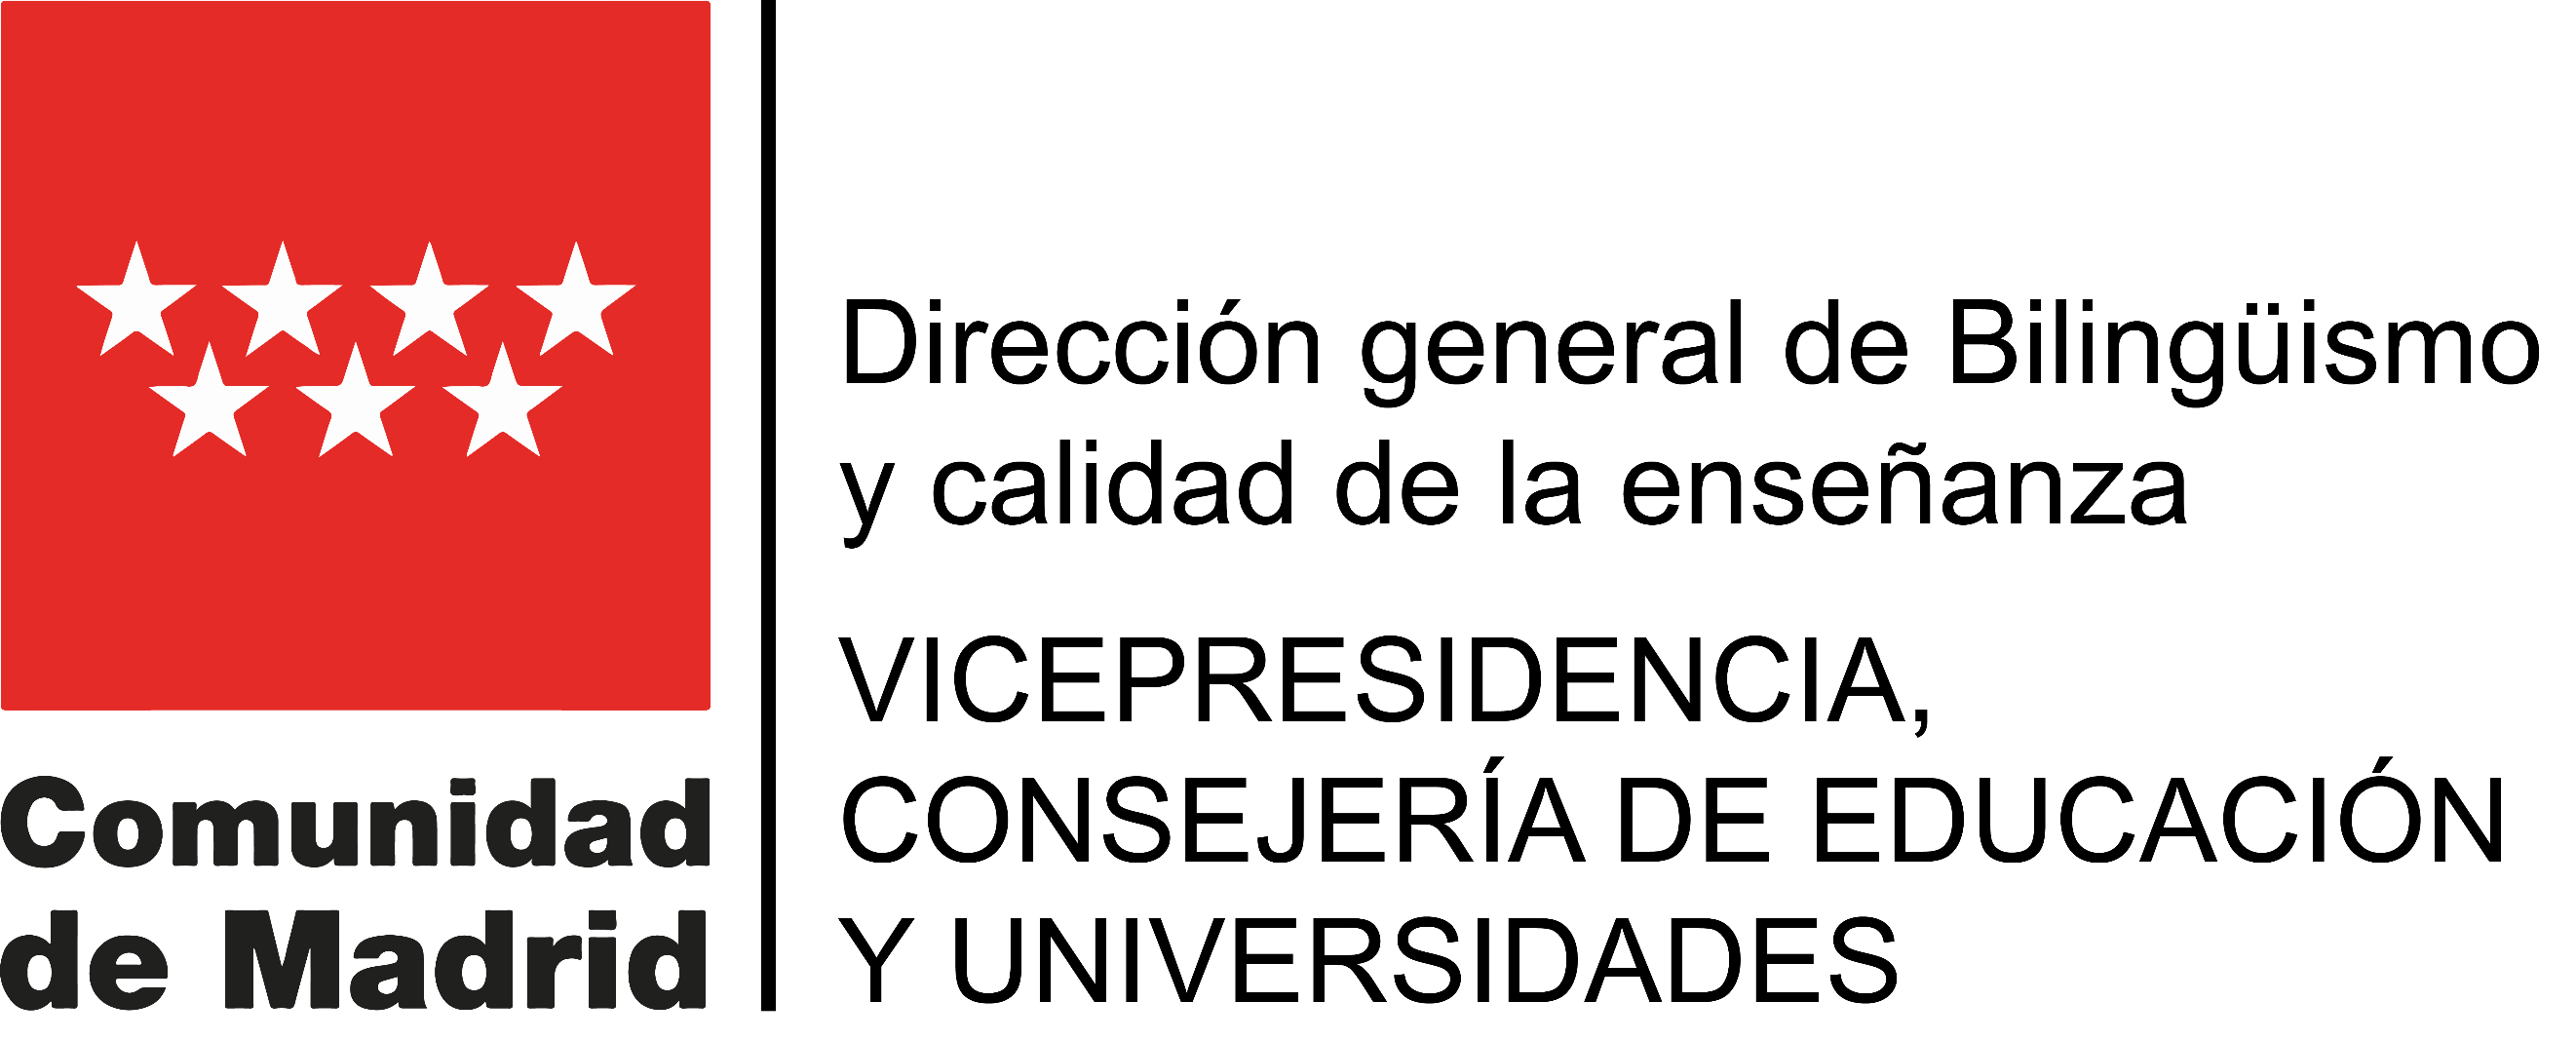 Comunidad
de Madrid
Dirección general de Bilingüismo
y calidad de la enseñanza
VICEPRESIDENCIA,
CONSEJERÍA DE EDUCACIÓN
Y UNIVERSIDADES